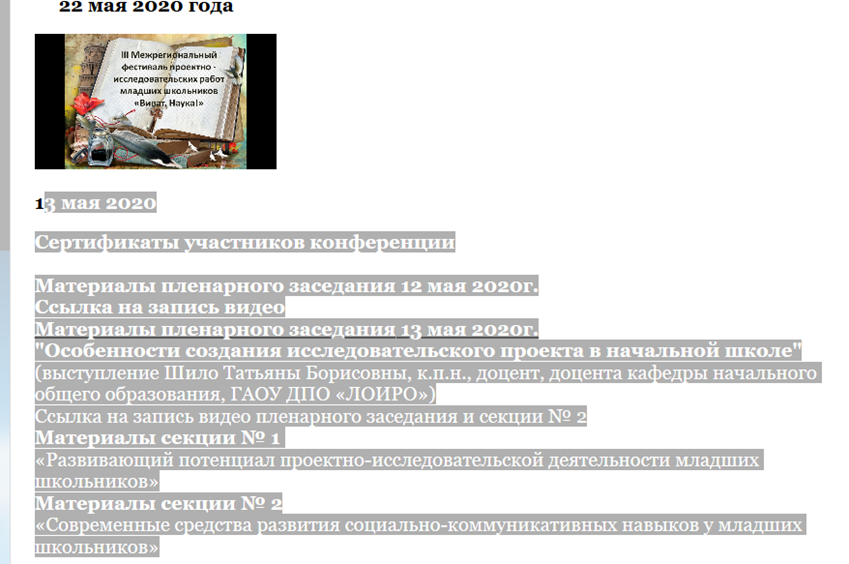 22 мая 2020 года
III Межрегиональный
фестиваль проектно -
исследовательских работ
младших школьников
«Виват, Наука!»
13 мая 2020
Сертификаты участников конференции
Материалы пленарного заседания 12 мая 2020г.
Ссылка на запись видео
Материалы пленарного заседания 13 мая 2020г.
"Особенности создания исследовательского проекта в начальной школе"
(выступление Шило Татьяны Борисовны, к.п.н., доцент, доцента кафедры начального
общего образования, ГАОУ ДПО «ЛОИРО»)
Ссылка на запись видео пленарного заседания и секции № 2
Материалы секции № 1
«Развивающий потенциал проектно-исследовательской деятельности младших
школьников»
Материалы секции № 2
«Современные средства развития социально-коммуникативных навыков у младших
школьников»